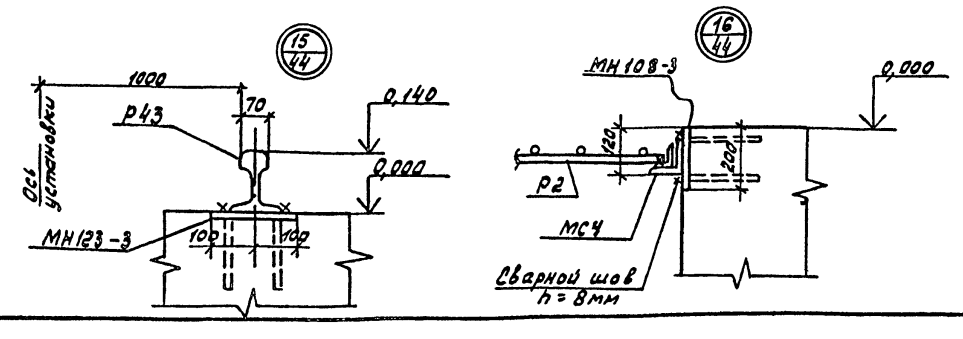 15
44
1000
70
Р43
0,140
Ось
установки
0,000
МН123-3
100
100
16
44
МН108-3
0,000
120
200
Р2
МС4
Сварной шов
h = 8мм